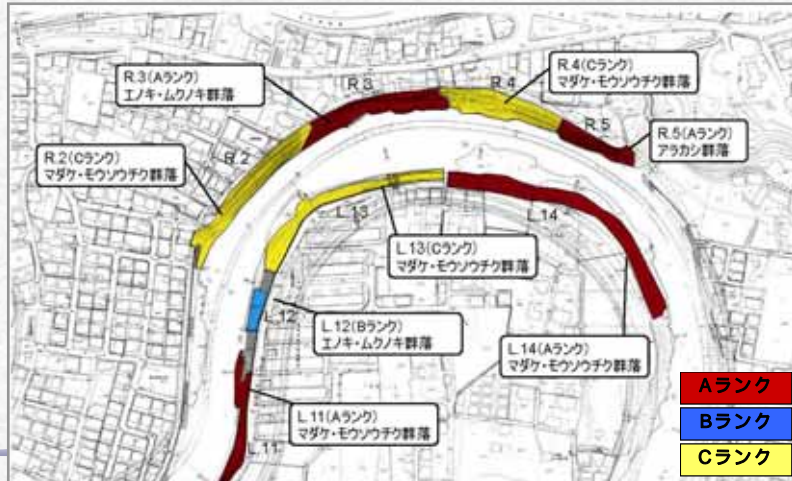 R.3(Aランク)
エノキ・ムクノキ群落
R.3
R.4
R.4(Cランク)
マダケ・モウソウチク群落
R.5
R.5(Aランク)
アラカシ群落
R.2(Cランク)
マダケ・モウソウチク群落
R.2
L.13
L.14
L.13(Cランク)
マダケ・モウソウチク群落
L.12
L.12(Bランク)
エノキ・ムクノキ群落
L.14(Aランク)
マダケ・モウソウチク群落
L.11(Aランク)
マダケ・モウソウチク群落
L.11
Aランク
Bランク
Cランク